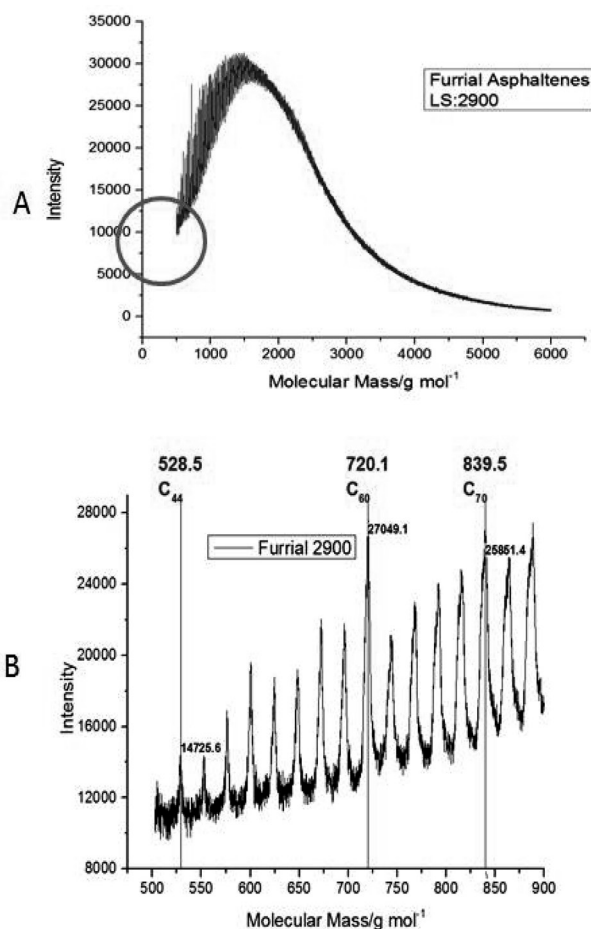 A
35000
30000
25000
20000
15000
10000
5000
0
Intensity
Furrial Asphaltenes
LS:2900
0 1000 2000 3000 4000 5000 6000
Molecular Mass/g mol⁻¹
B
528.5 720.1 839.5
C₄₄ C₆₀ C₇₀
28000
24000
20000
16000
12000
8000
Intensity
27049.1
25851.4
14725.6
Furrial 2900
500 550 600 650 700 750 800 850 900
Molecular Mass/g mol⁻¹